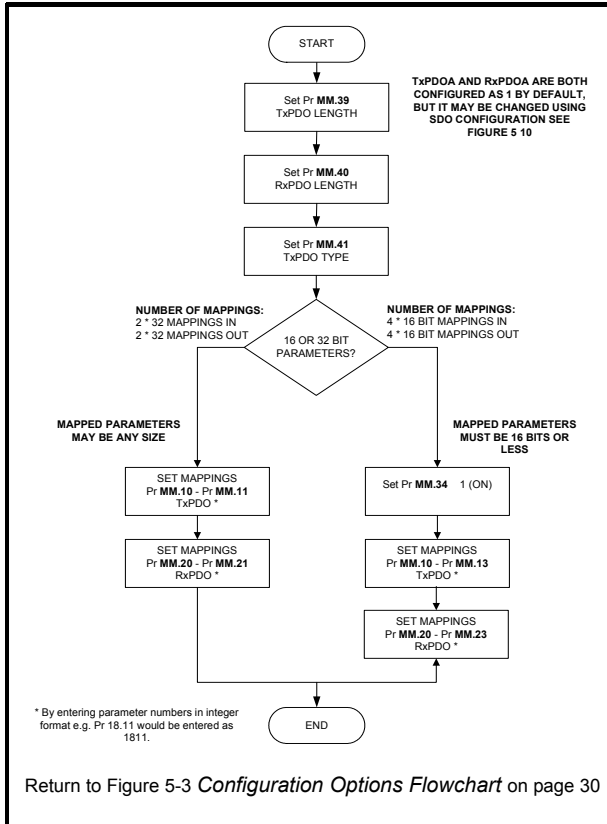 START
TxPDOA AND RxPDOA ARE BOTH
CONFIGURED AS 1 BY DEFAULT,
BUT IT MAY BE CHANGED USING
SDO CONFIGURATION SEE
FIGURE 5 10
Set Pr MM.39
TxPDO LENGTH
Set Pr MM.40
RxPDO LENGTH
Set Pr MM.41
TxPDO TYPE
NUMBER OF MAPPINGS:
2 * 32 MAPPINGS IN
2 * 32 MAPPINGS OUT
NUMBER OF MAPPINGS:
4 * 16 BIT MAPPINGS IN
4 * 16 BIT MAPPINGS OUT
16 OR 32 BIT
PARAMETERS?
MAPPED PARAMETERS
MAY BE ANY SIZE
MAPPED PARAMETERS
MUST BE 16 BITS OR
LESS
SET MAPPINGS
Pr MM.10 - Pr MM.11
TxPDO *
Set Pr MM.34 1 (ON)
SET MAPPINGS
Pr MM.20 - Pr MM.21
RxPDO *
SET MAPPINGS
Pr MM.10 - Pr MM.13
TxPDO *
SET MAPPINGS
Pr MM.20 - Pr MM.23
RxPDO *
* By entering parameter numbers in integer
format e.g. Pr 18.11 would be entered as
1811.
END
Return to Figure 5-3 Configuration Options Flowchart on page 30